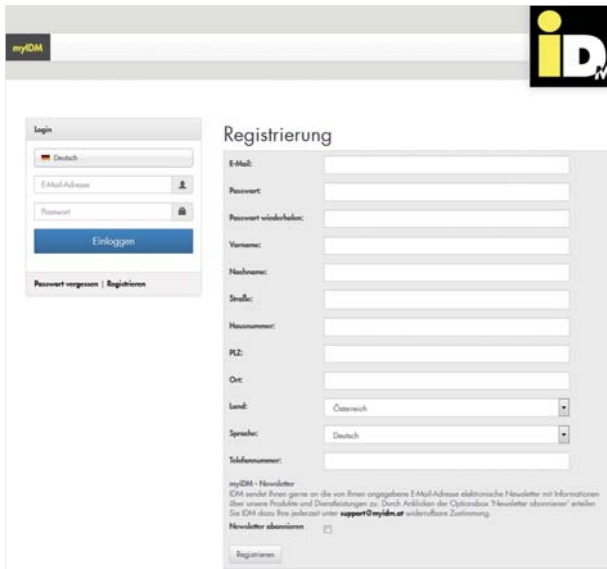 myIDM
iDM
Login
Deutsch
E-Mail-Adresse
Passwort
Einloggen
Passwort vergessen | Registrieren
Registrierung
E-Mail:
Passwort:
Passwort wiederholen:
Vorname:
Nachname:
Straße:
Hausnummer:
PLZ:
Ort:
Land:
Österreich
Sprache:
Deutsch
Telefonnummer:
myiDM - Newsletter
IDM sendet Ihnen gerne an die von Ihnen angegebene E-Mail-Adresse elektronische Newsletter mit Informationen
über unsere Produkte und Dienstleistungen zu. Durch Anklicken der Optionsbox 'Newsletter abonnieren' erteilen
Sie IDM dazu Ihre jederzeit unter support@myidm.at widerrufbare Zustimmung.
Newsletter abonnieren
Registrieren